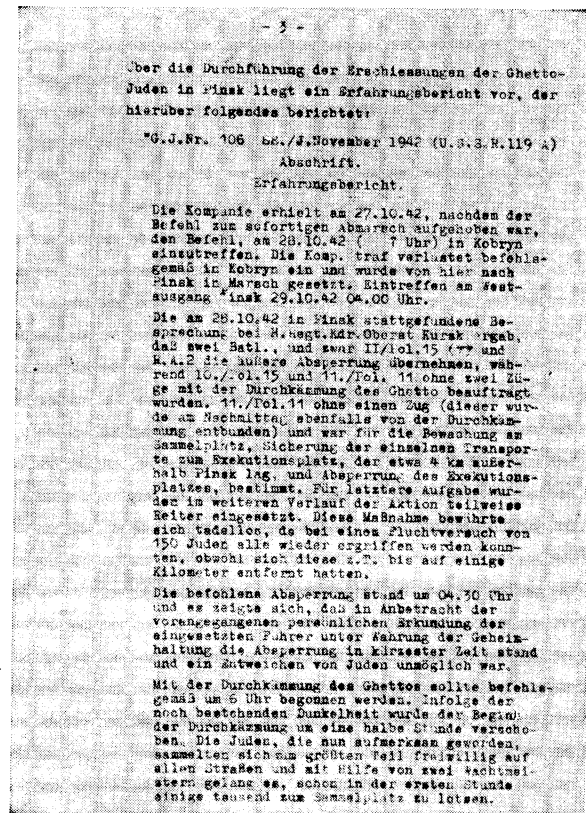 - 3 -
Über die Durchführung der Erschiessungen der Ghetto-
Juden in Pinsk liegt ein Erfahrungsbericht vor, der
hierüber folgendes berichtet:
"G.J.Nr. 106 /J.November 1942 (U.S.S.R.119 A)
Abschrift.
Erfahrungsbericht.
Die Kompanie erhielt am 27.10.42, nachdem der
Befehl zum sofortigen Abmarsch aufgehoben war,
den Befehl, am 28.10.42 ( ? Uhr) in Kobryn
einzutreffen. Die Komp. traf verlastet befehls-
gemäß in Kobryn ein und wurde von hier nach
Pinsk in Marsch gesetzt. Eintreffen am West-
ausgang Pinsk 29.10.42 04.00 Uhr.
Die am 28.10.42 in Pinsk stattgefundene Be-
sprechung bei Oberst Kursk ergab,
daß zwei Batl., und zwar II/Pol.15 und
R.A.2 die äußere Absperrung übernehmen, wäh-
rend 10./Pol.15 und 11./Pol. 11 ohne zwei Zü-
ge mit der Durchkämmung des Ghetto beauftragt
wurden. 11./Pol.11 ohne einen Zug (dieser wur-
de am Nachmittag ebenfalls von der Durchkäm-
mung entbunden) und war für die Bewachung am
Sammelplatz, Sicherung der einzelnen Transpor-
te zum Exekutionsplatz, der etwa 4 km außer-
halb Pinsk lag, und Absperrung des Exekutions-
platzes, bestimmt. Für letztere Aufgabe wur-
den im weiteren Verlauf der Aktion teilweise
Reiter eingesetzt. Diese Maßnahme bewährte
sich tadellos, da bei einem Fluchtversuch von
150 Juden alle wieder ergriffen werden konn-
ten, obwohl sich diese z.T. bis auf einige
Kilometer entfernt hatten.
Die befohlene Absperrung stand um 04.30 Uhr
und es zeigte sich, daß in Anbetracht der
vorangegangenen persönlichen Erkundung der
eingesetzten Führer unter Wahrung der Geheim-
haltung die Absperrung in kürzester Zeit stand
und ein Entweichen von Juden unmöglich war.
Mit der Durchkämmung des Ghettos sollte befehls-
gemäß um 6 Uhr begonnen werden. Infolge der
noch bestehenden Dunkelheit wurde der Beginn
der Durchkämmung um eine halbe Stunde verscho-
ben. Die Juden, die nun aufmerksam geworden,
sammelten sich zum größten Teil freiwillig auf
allen Straßen und mit Hilfe von zwei Wachtmei-
stern gelang es, schon in der ersten Stunde
einige tausend zum Sammelplatz zu lotsen.